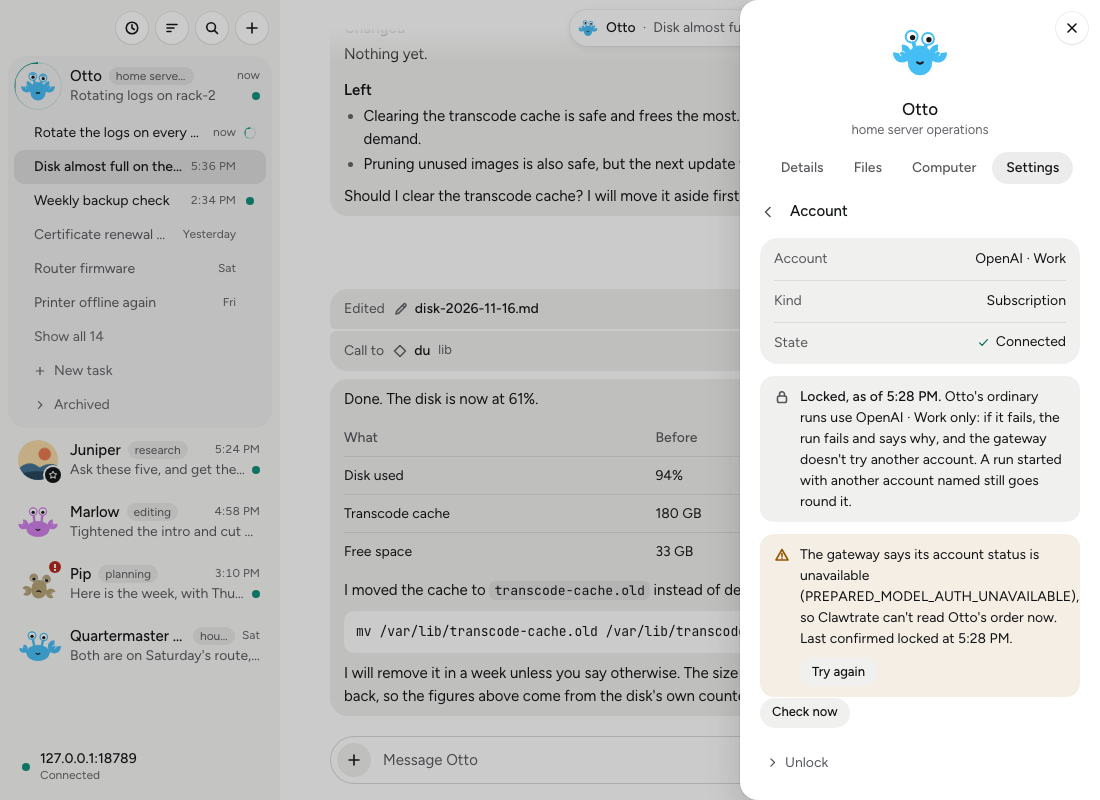 Otto
home serve...
now
Rotating logs on rack-2
Rotate the logs on every ...
now
Disk almost full on the...
5:36 PM
Weekly backup check
2:34 PM
Certificate renewal ...
Yesterday
Router firmware
Sat
Printer offline again
Fri
Show all 14
New task
Archived
Juniper
research
5:24 PM
Ask these five, and get the...
Marlow
editing
4:58 PM
Tightened the intro and cut ...
Pip
planning
3:10 PM
Here is the week, with Thu...
Quartermaster ...
hou...
Sat
Both are on Saturday's route,...
127.0.0.1:18789
Connected
Otto · Disk almost fu
Changed
Nothing yet.
Left
Clearing the transcode cache is safe and frees the most.
demand.
Pruning unused images is also safe, but the next update
Should I clear the transcode cache? I will move it aside first
Edited
disk-2026-11-16.md
Call to
du lib
Done. The disk is now at 61%.
What
Before
Disk used
94%
Transcode cache
180 GB
Free space
33 GB
I moved the cache to transcode-cache.old instead of de
mv /var/lib/transcode-cache.old /var/lib/transcod
I will remove it in a week unless you say otherwise. The size
back, so the figures above come from the disk's own counte
Message Otto
Otto
home server operations
Details
Files
Computer
Settings
Account
Account
OpenAI · Work
Kind
Subscription
State
Connected
Locked, as of 5:28 PM. Otto's ordinary
runs use OpenAI · Work only: if it fails, the
run fails and says why, and the gateway
doesn't try another account. A run started
with another account named still goes
round it.
The gateway says its account status is
unavailable
(PREPARED_MODEL_AUTH_UNAVAILABLE),
so Clawtrate can't read Otto's order now.
Last confirmed locked at 5:28 PM.
Try again
Check now
Unlock